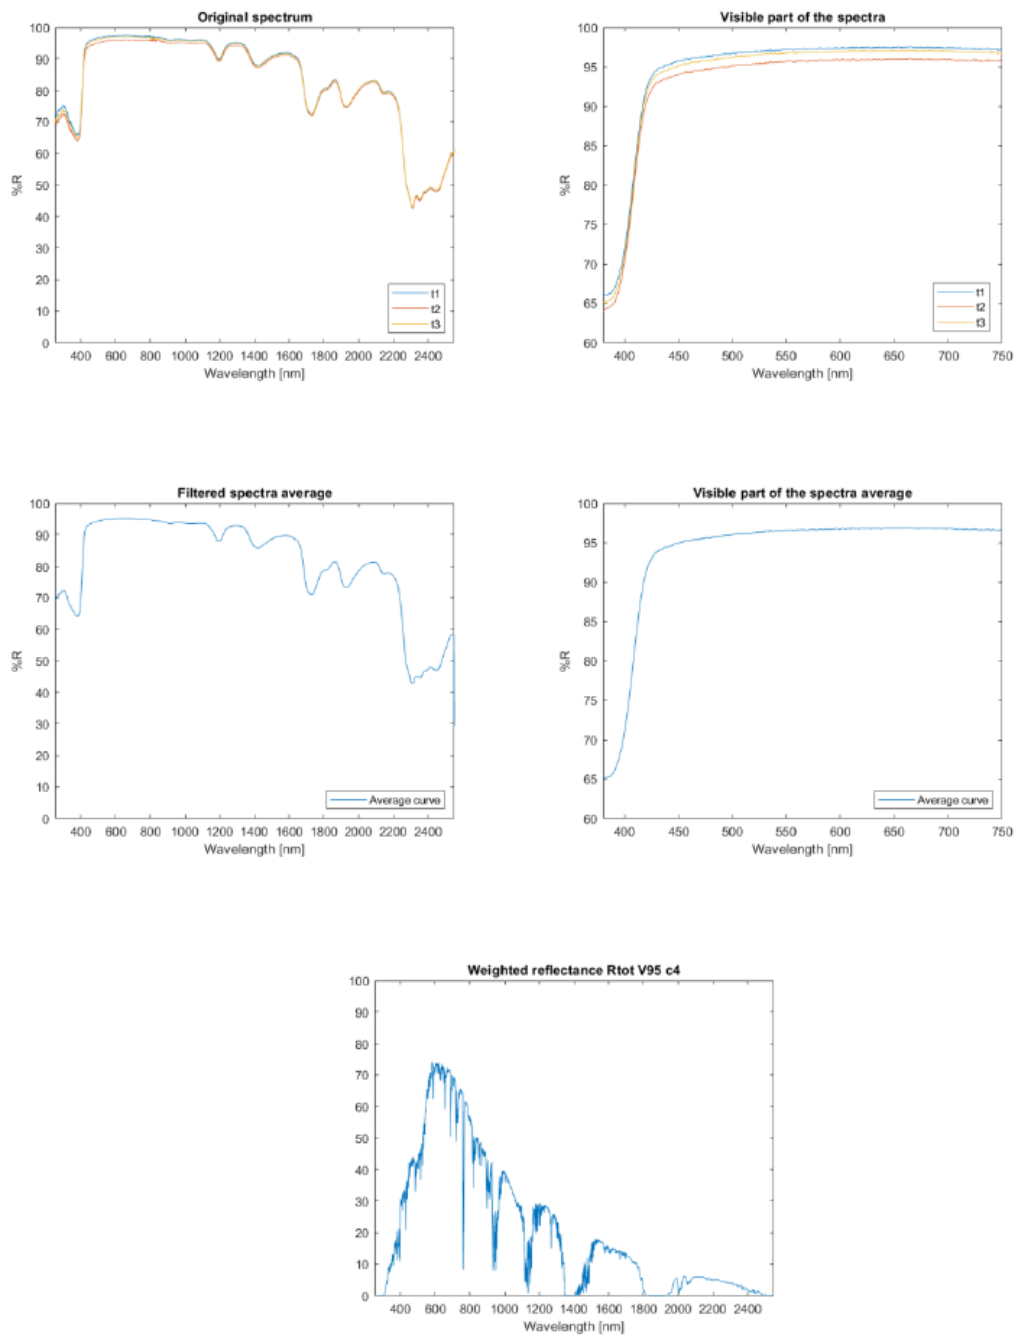 Original spectrum
100
90
80
70
60
50
40
30
20
10
0
%R
t1
t2
t3
400 600 800 1000 1200 1400 1600 1800 2000 2200 2400
Wavelength [nm]
Visible part of the spectra
100
95
90
85
80
75
70
65
60
%R
t1
t2
t3
400 450 500 550 600 650 700 750
Wavelength [nm]
Filtered spectra average
100
90
80
70
60
50
40
30
20
10
0
%R
Average curve
400 600 800 1000 1200 1400 1600 1800 2000 2200 2400
Wavelength [nm]
Visible part of the spectra average
100
95
90
85
80
75
70
65
60
%R
Average curve
400 450 500 550 600 650 700 750
Wavelength [nm]
Weighted reflectance Rtot V95 c4
100
90
80
70
60
50
40
30
20
10
0
400 600 800 1000 1200 1400 1600 1800 2000 2200 2400
Wavelength [nm]